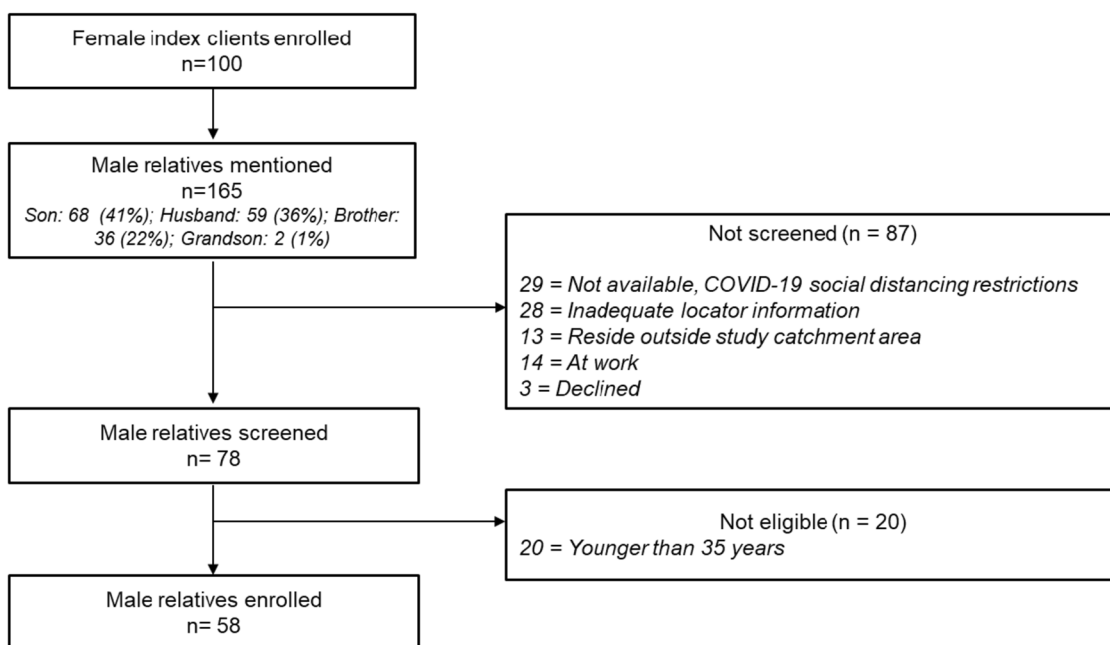 Female index clients enrolled
n=100
Male relatives mentioned
n=165
Son: 68 (41%); Husband: 59 (36%); Brother:
36 (22%); Grandson: 2 (1%)
Not screened (n = 87)
29 = Not available, COVID-19 social distancing restrictions
28 = Inadequate locator information
13 = Reside outside study catchment area
14 = At work
3 = Declined
Male relatives screened
n= 78
Not eligible (n = 20)
20 = Younger than 35 years
Male relatives enrolled
n= 58